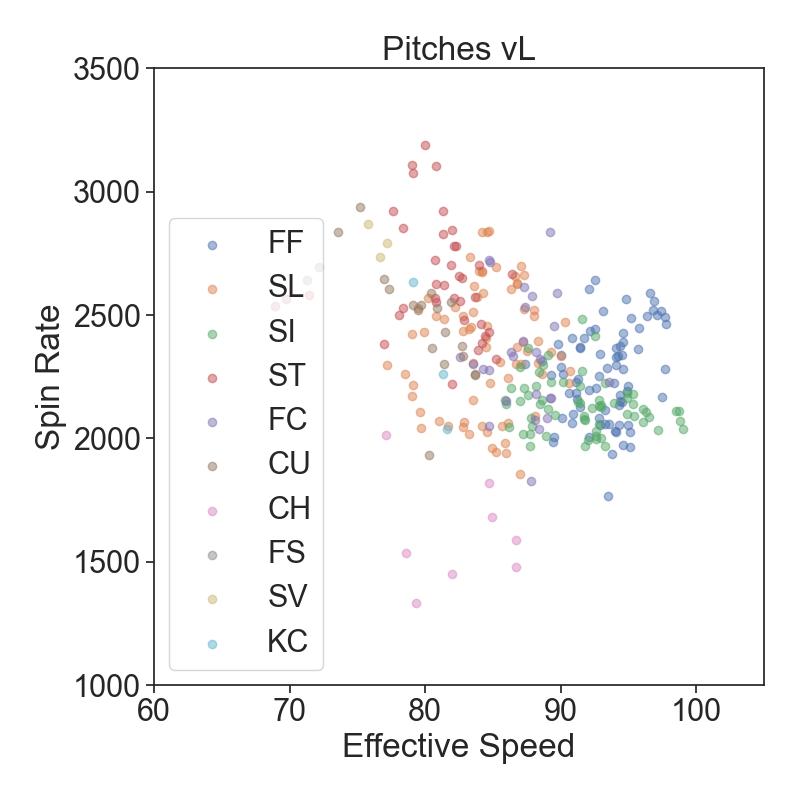 Pitches vL
3500
3000
2500
2000
1500
1000
Spin Rate
FF
SL
SI
ST
FC
CU
CH
FS
SV
KC
60 70 80 90 100
Effective Speed